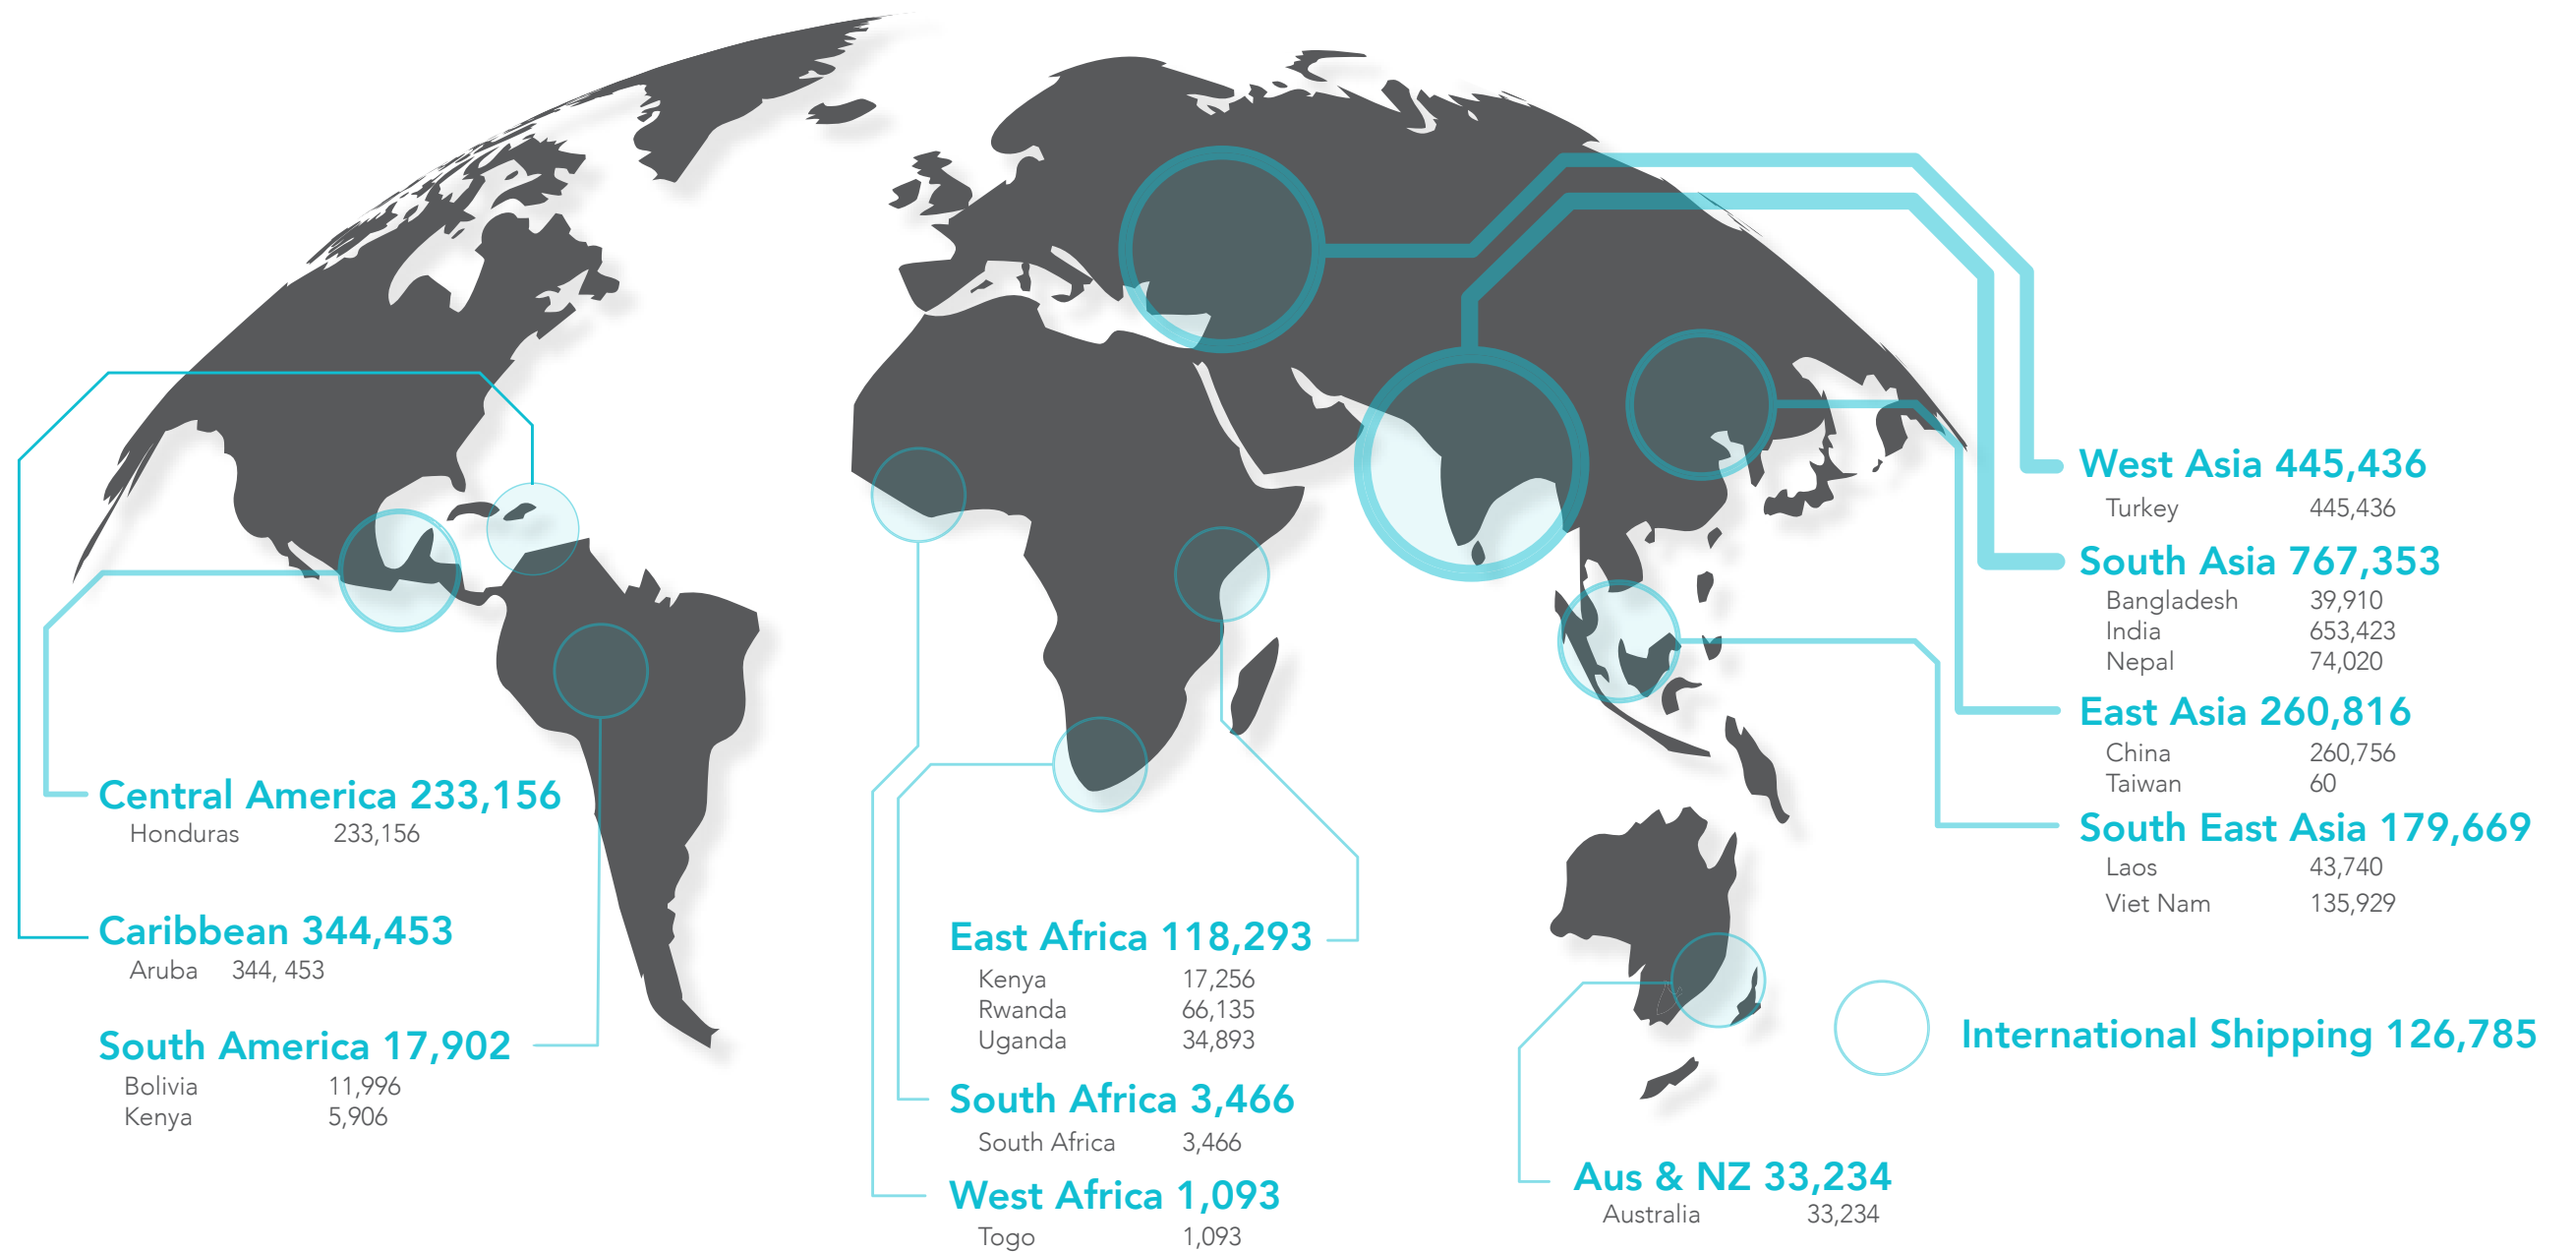 West Asia 445,436
Turkey 445,436
South Asia 767,353
Bangladesh 39,910
India 653,423
Nepal 74,020
East Asia 260,816
China 260,756
Taiwan 60
South East Asia 179,669
Laos 43,740
Viet Nam 135,929
Central America 233,156
Honduras 233,156
Caribbean 344,453
Aruba 344, 453
South America 17,902
Bolivia 11,996
Kenya 5,906
East Africa 118,293
Kenya 17,256
Rwanda 66,135
Uganda 34,893
South Africa 3,466
South Africa 3,466
West Africa 1,093
Togo 1,093
International Shipping 126,785
Aus & NZ 33,234
Australia 33,234